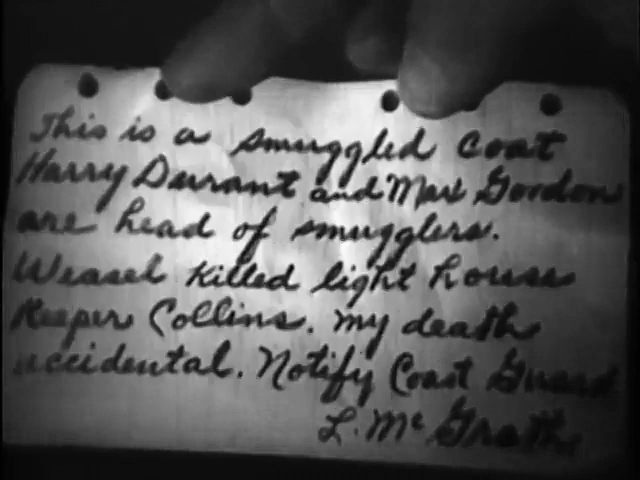 This is a smuggled coat
Harry Durant and Max Gordon
are head of smugglers.
Weasel killed light house
Keeper Collins. My death
accidental. Notify Coast Guard
L. McGrath